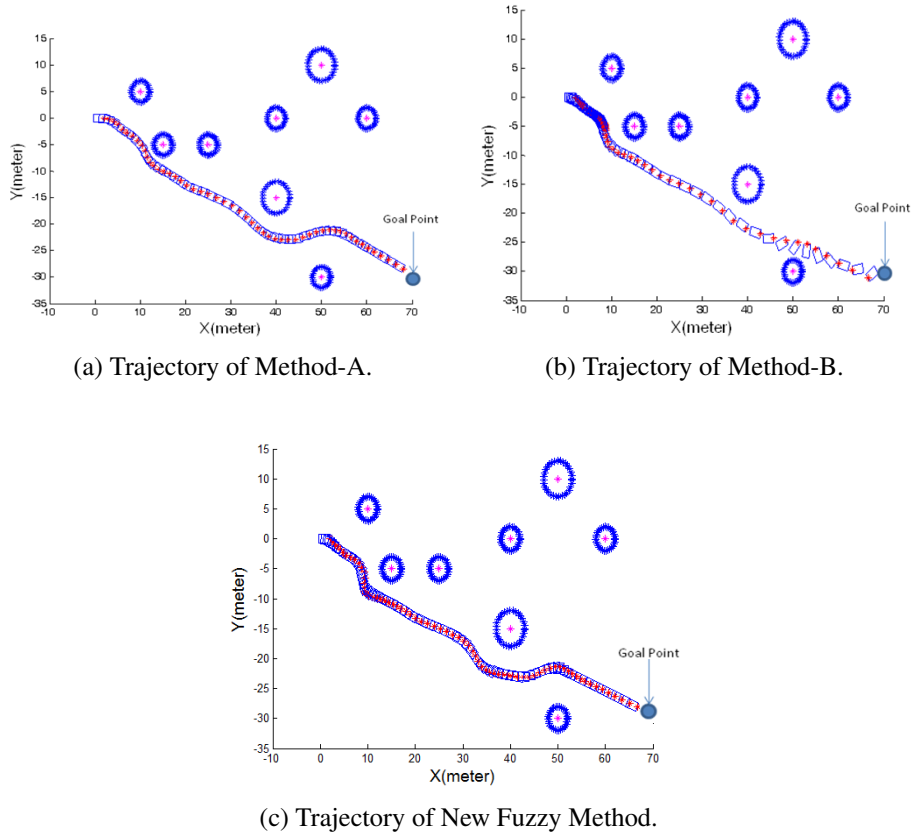 15
10
5
0
-5
-10
-15
-20
-25
-30
-35
Y(meter)
Goal Point
-10 0 10 20 30 40 50 60 70
X(meter)
(a) Trajectory of Method-A.
15
10
5
0
-5
-10
-15
-20
-25
-30
-35
Y(meter)
Goal Point
-10 0 10 20 30 40 50 60 70
X(meter)
(b) Trajectory of Method-B.
15
10
5
0
-5
-10
-15
-20
-25
-30
-35
Y(meter)
Goal Point
-10 0 10 20 30 40 50 60 70
X(meter)
(c) Trajectory of New Fuzzy Method.